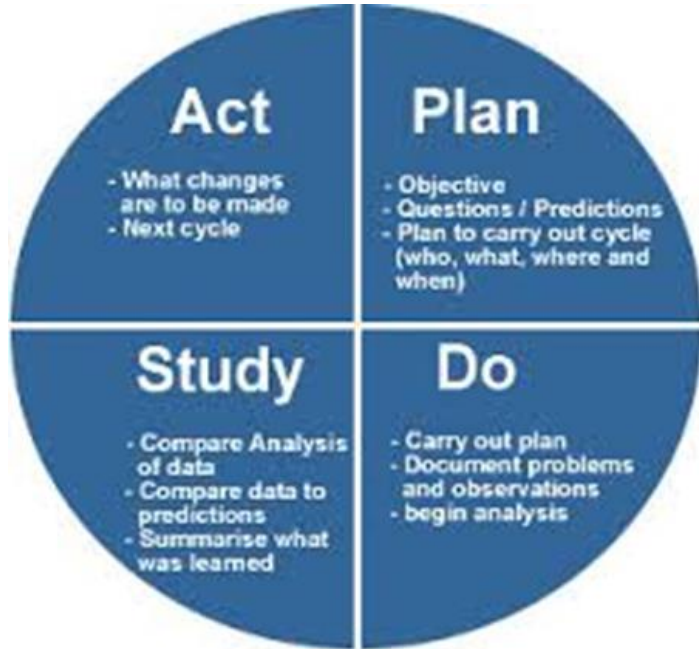 Act
- What changes
are to be made
- Next cycle
Plan
- Objective
- Questions / Predictions
- Plan to carry out cycle
(who, what, where and
when)
Study
- Compare Analysis
of data
- Compare data to
predictions
- Summarise what
was learned
Do
- Carry out plan
- Document problems
and observations
- begin analysis